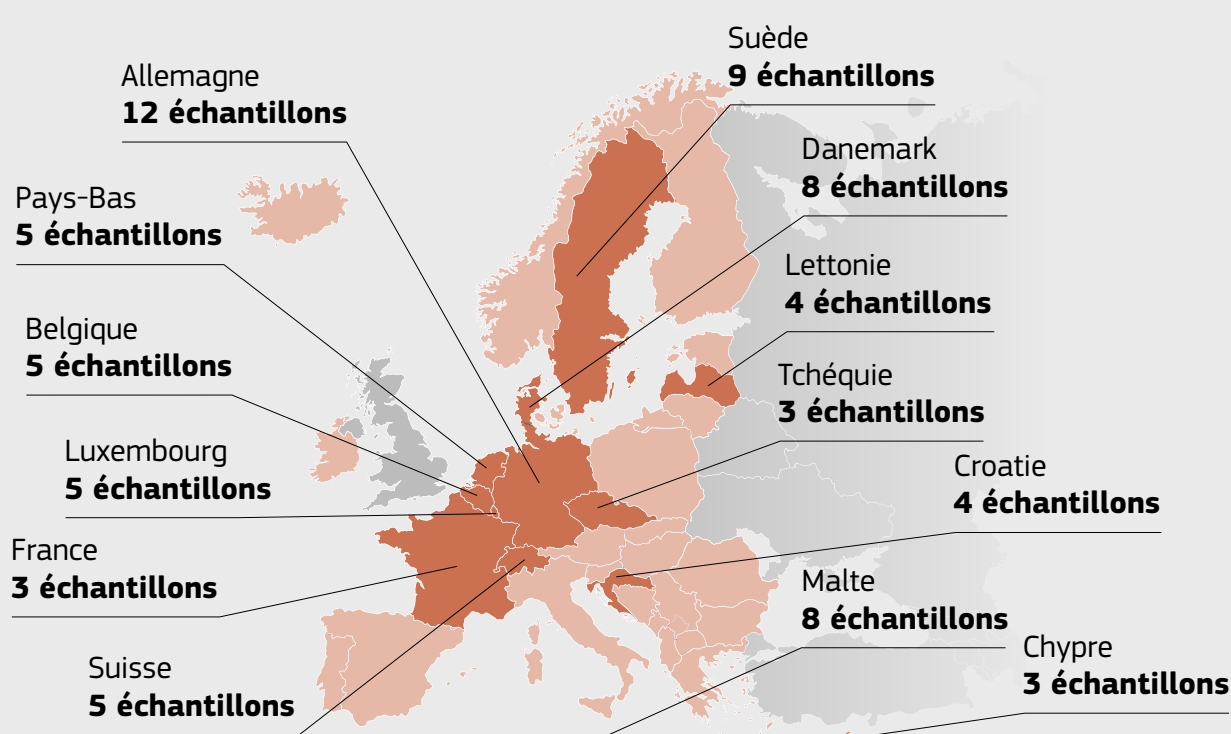 Allemagne
12 échantillons
Pays-Bas
5 échantillons
Belgique
5 échantillons
Luxembourg
5 échantillons
France
3 échantillons
Suisse
5 échantillons
Suède
9 échantillons
Danemark
8 échantillons
Lettonie
4 échantillons
Tchéquie
3 échantillons
Croatie
4 échantillons
Malte
8 échantillons
Chypre
3 échantillons